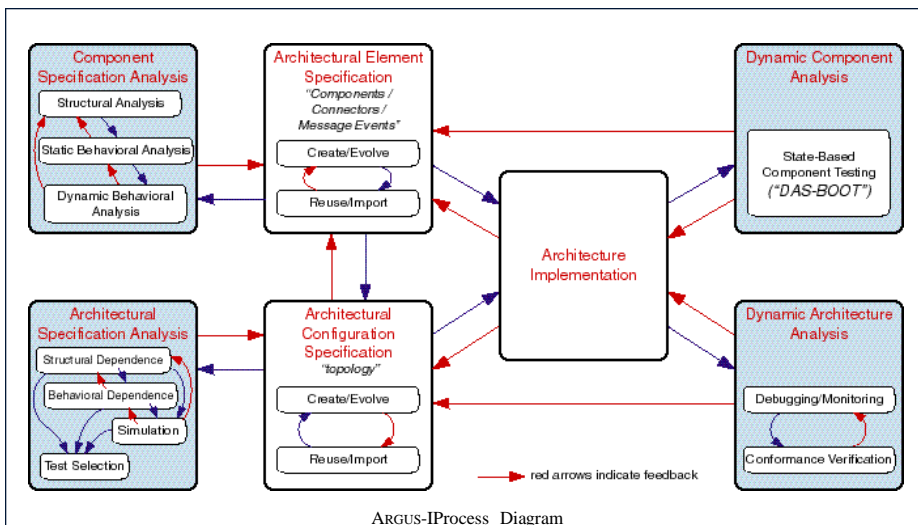 Component
Specification Analysis
Structural Analysis
Static Behavioral Analysis
Dynamic Behavioral
Analysis
Architectural Element
Specification
"Components /
Connectors /
Message Events"
Create/Evolve
Reuse/Import
Dynamic Component
Analysis
State-Based
Component Testing
("DAS-BOOT")
Architecture
Implementation
Architectural
Specification Analysis
Structural Dependence
Behavioral Dependence
Simulation
Test Selection
Architectural
Configuration
Specification
"topology"
Create/Evolve
Reuse/Import
Dynamic Architecture
Analysis
Debugging/Monitoring
Conformance Verification
red arrows indicate feedback
ARGUS-IProcess Diagram